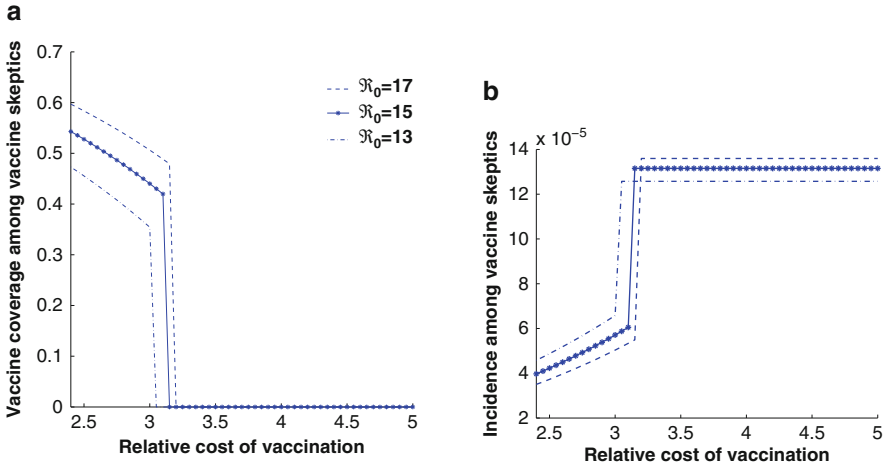 a
0.7
0.6
0.5
0.4
0.3
0.2
0.1
0
2.5 3 3.5 4 4.5 5
Vaccine coverage among vaccine skeptics
Relative cost of vaccination
ℜ₀=17
ℜ₀=15
ℜ₀=13
b
x 10⁻⁵
14
12
10
8
6
4
2
2.5 3 3.5 4 4.5 5
Incidence among vaccine skeptics
Relative cost of vaccination